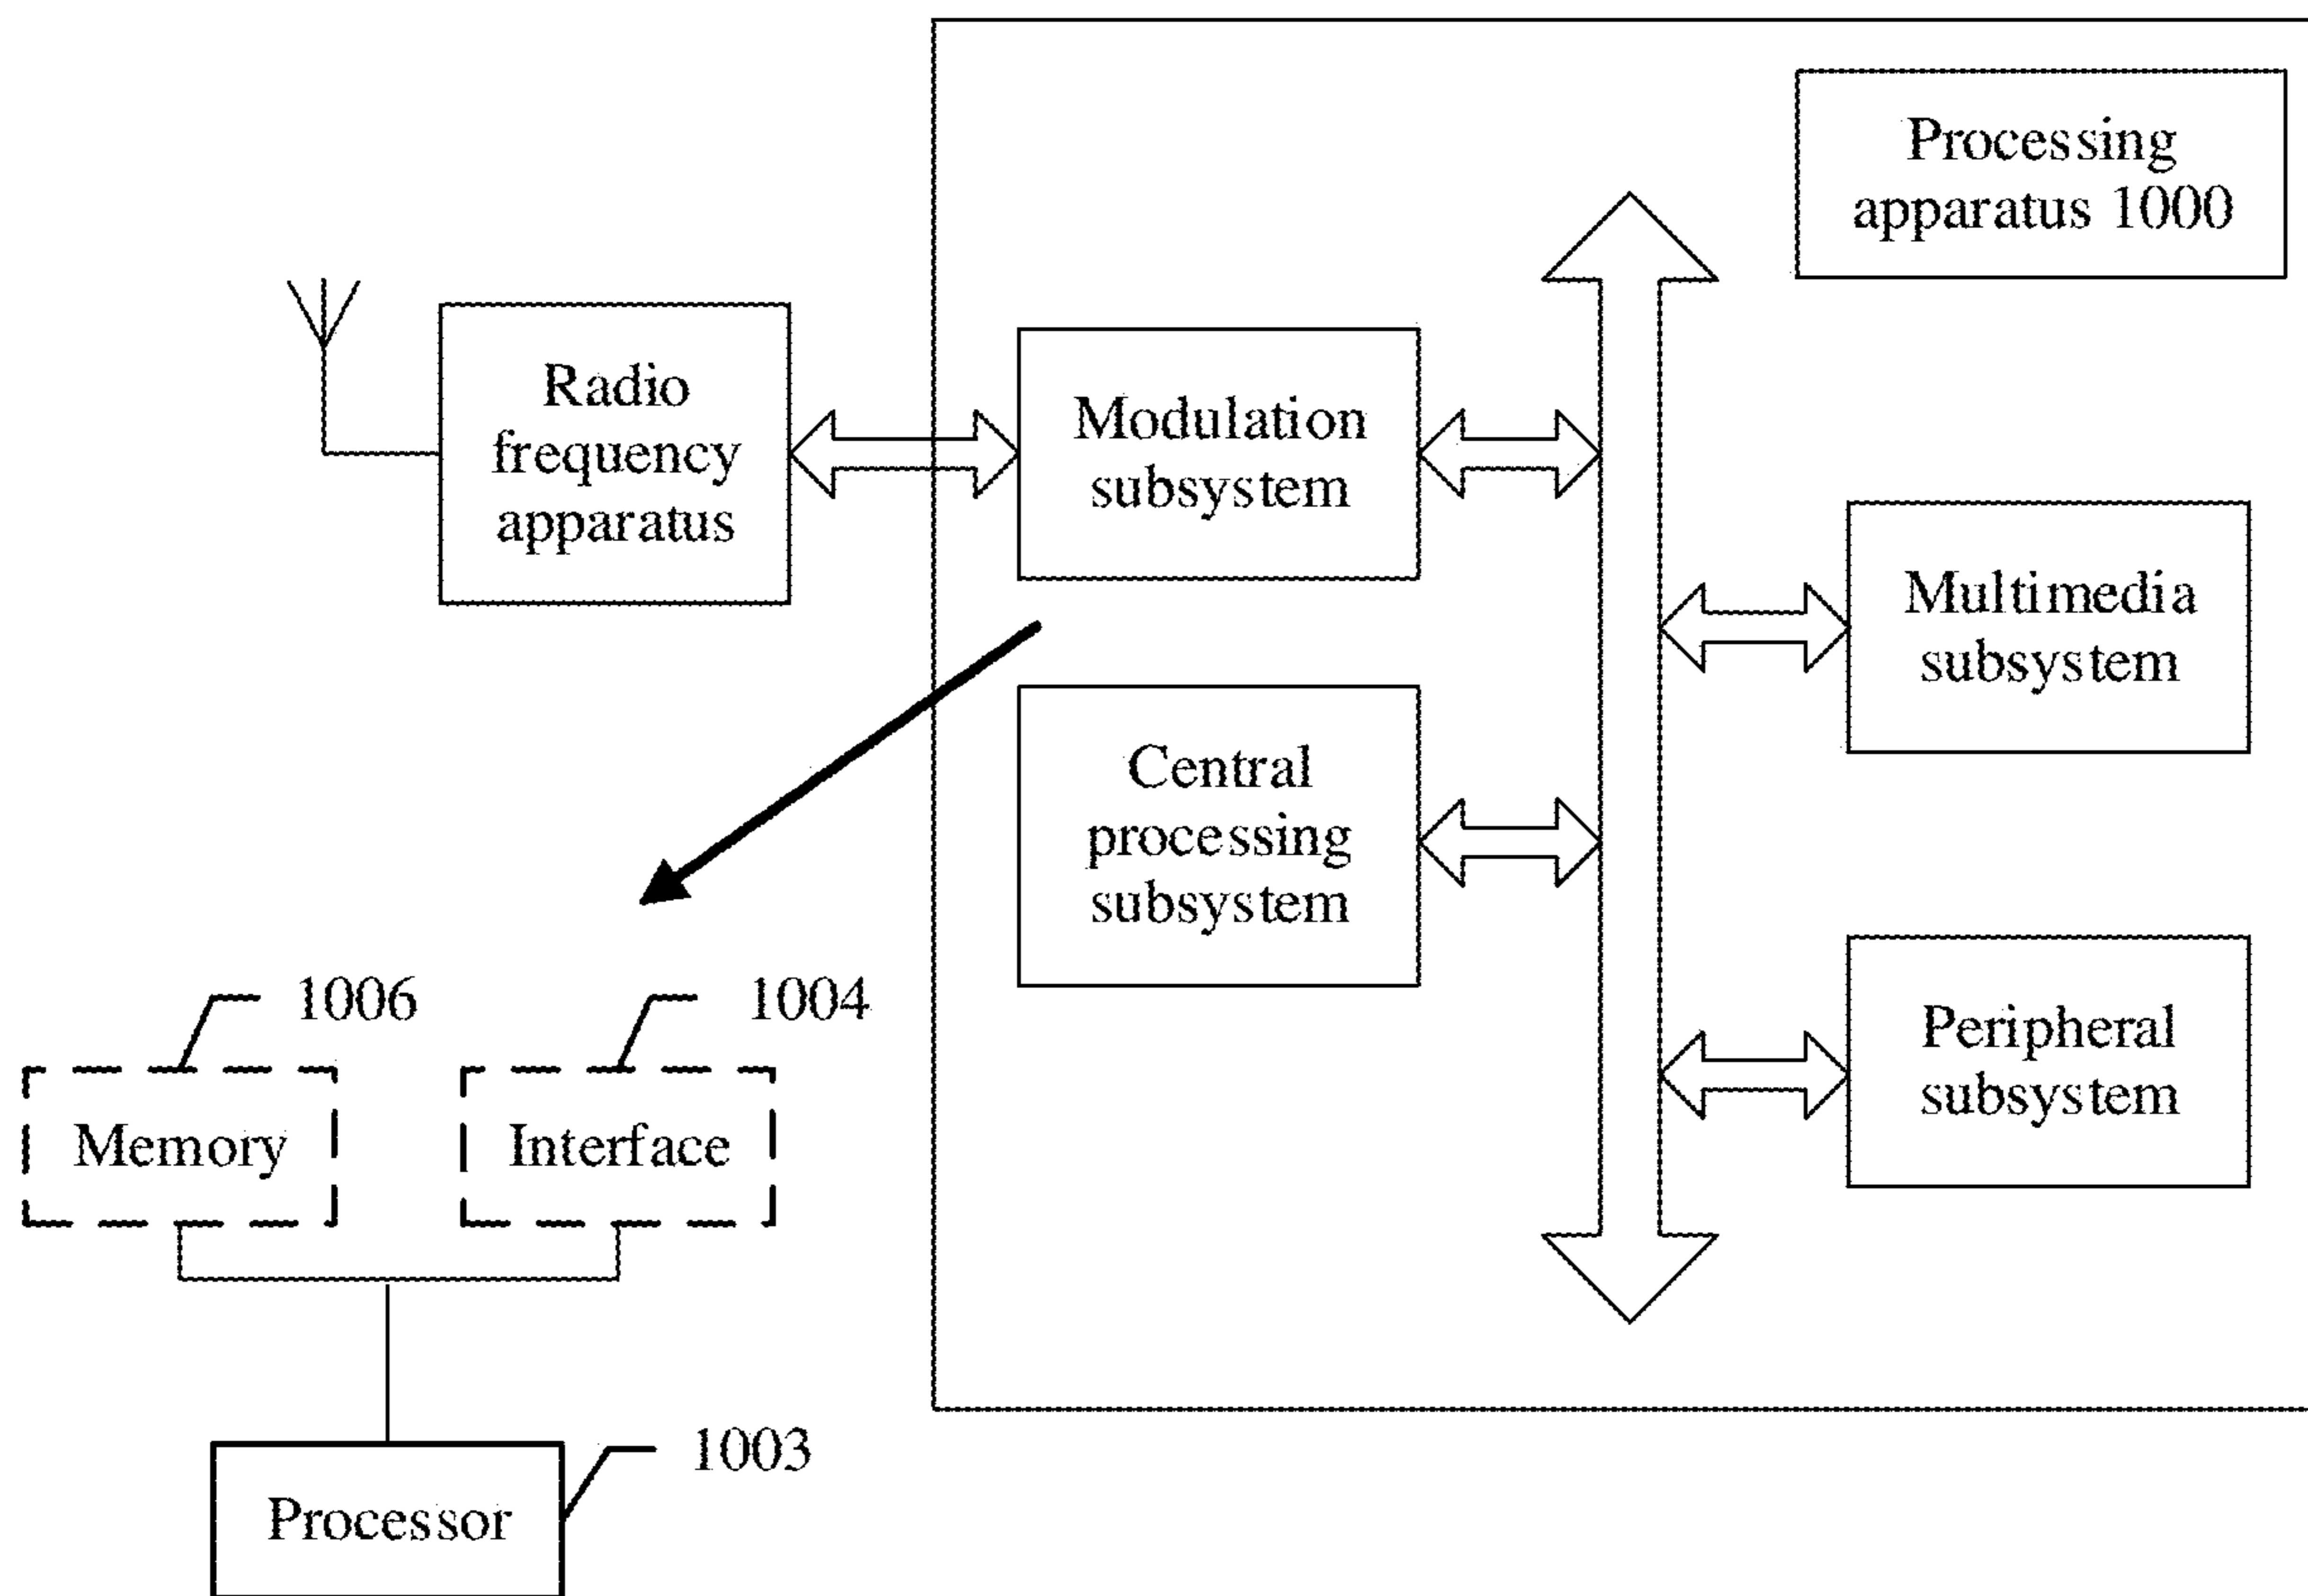 Processing
apparatus 1000
Radio
frequency
apparatus
Modulation
subsystem
Multimedia
subsystem
Central
processing
subsystem
Peripheral
subsystem
1006
1004
Memory
Interface
1003
Processor